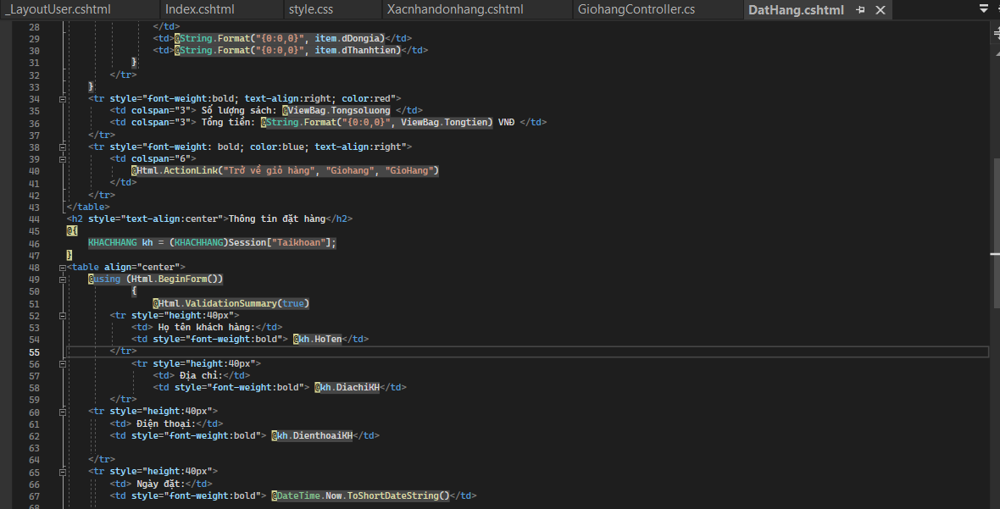 _LayoutUser.cshtml Index.cshtml style.css Xacnhandonhang.cshtml GiohangController.cs DatHang.cshtml
28 </td>
29 <td>@String.Format("{0:0,0}", item.dDongia)</td>
30 <td>@String.Format("{0:0,0}", item.dThanhtien)</td>
31 }
32 </tr>
33 }
34 <tr style="font-weight:bold; text-align:right; color:red">
35 <td colspan="3"> Số lượng sách: @ViewBag.Tongsoluong </td>
36 <td colspan="3"> Tổng tiền: @String.Format("{0:0,0}", ViewBag.Tongtien) VNĐ </td>
37 </tr>
38 <tr style="font-weight: bold; color:blue; text-align:right">
39 <td colspan="6">
40 @Html.ActionLink("Trở về giỏ hàng", "Giohang", "GioHang")
41 </td>
42 </tr>
43 </table>
44 <h2 style="text-align:center">Thông tin đặt hàng</h2>
45 @{
46 KHACHHANG kh = (KHACHHANG)Session["Taikhoan"];
47 }
48 <table align="center">
49 @using (Html.BeginForm())
50 {
51 @Html.ValidationSummary(true)
52 <tr style="height:40px">
53 <td> Họ tên khách hàng:</td>
54 <td style="font-weight:bold"> @kh.HoTen</td>
55 </tr>
56 <tr style="height:40px">
57 <td> Địa chỉ:</td>
58 <td style="font-weight:bold"> @kh.DiachiKH</td>
59 </tr>
60 <tr style="height:40px">
61 <td> Điện thoại:</td>
62 <td style="font-weight:bold"> @kh.DienthoaiKH</td>
63
64 </tr>
65 <tr style="height:40px">
66 <td> Ngày đặt:</td>
67 <td style="font-weight:bold"> @DateTime.Now.ToShortDateString()</td>
68